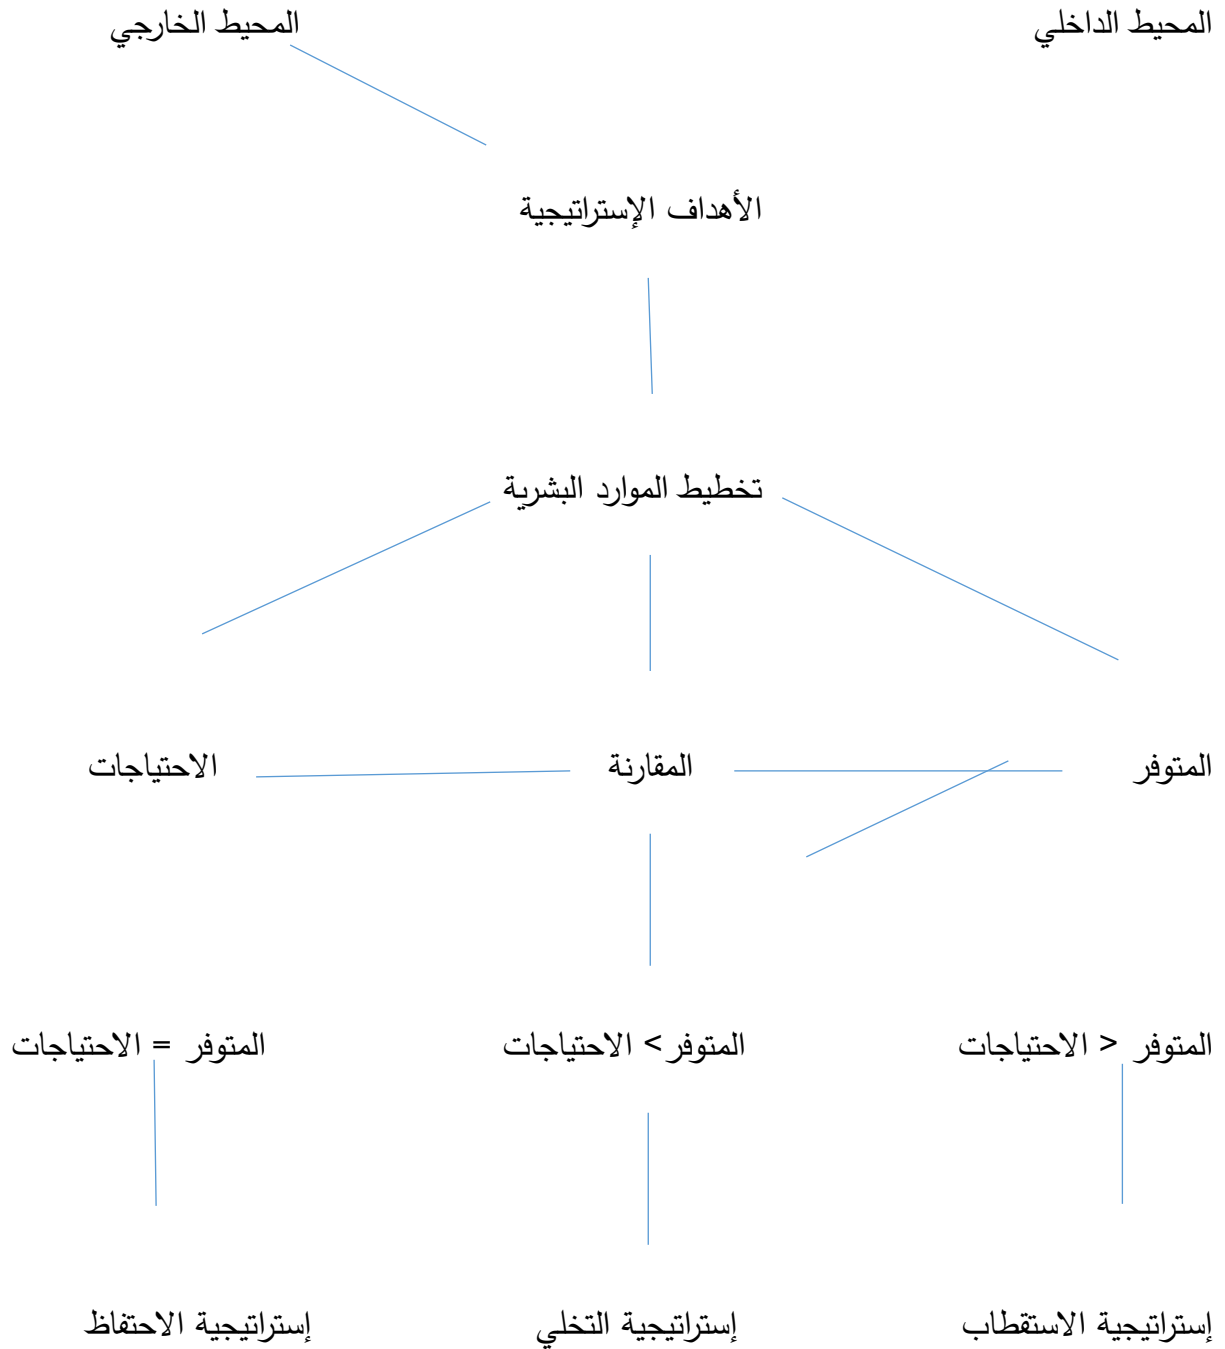 المحيط الداخلي
المحيط الخارجي
الأهداف الإستراتيجية
تخطيط الموارد البشرية
المتوفر
المقارنة
الاحتياجات
المتوفر < الاحتياجات
المتوفر> الاحتياجات
المتوفر = الاحتياجات
إستراتيجية الاستقطاب
إستراتيجية التخلي
إستراتيجية الاحتفاظ